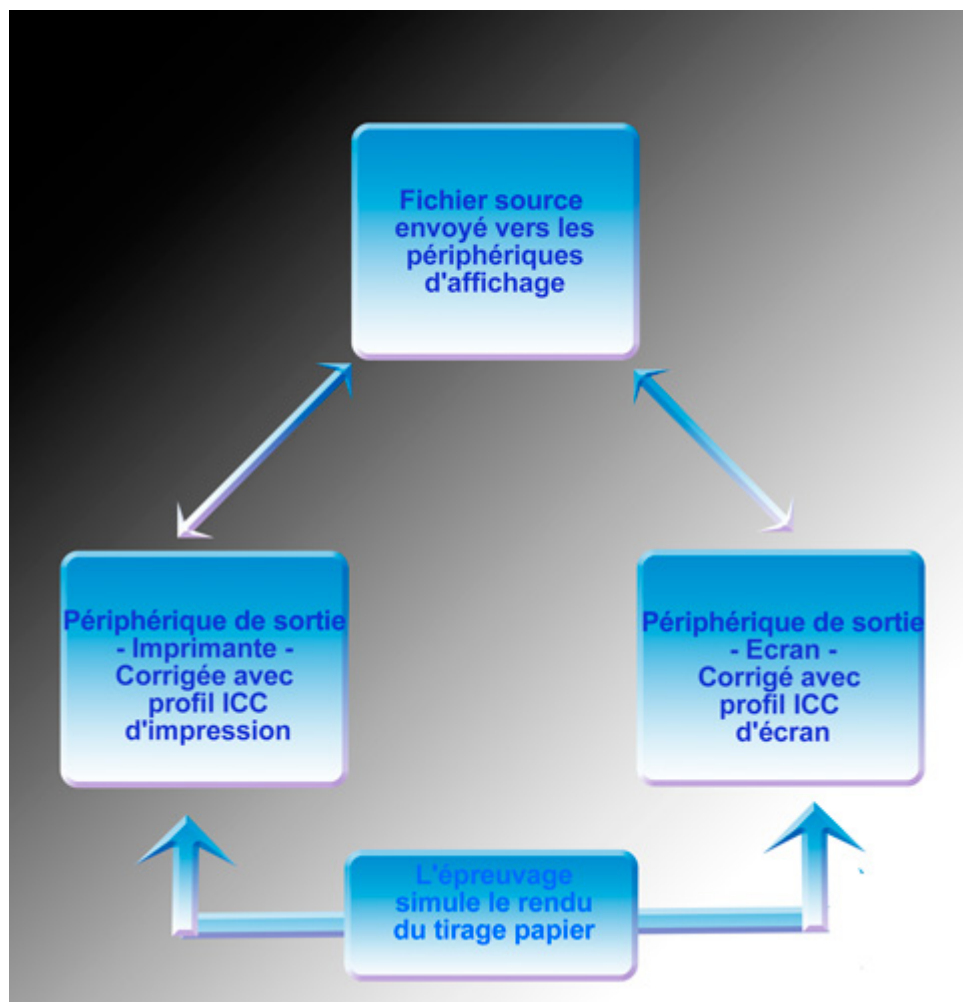 Fichier source
envoyé vers les
périphériques
d'affichage
Périphérique de sortie
- Imprimante -
Corrigée avec
profil ICC
d'impression
Périphérique de sortie
- Ecran -
Corrigé avec
profil ICC
d'écran
L'épreuvage
simule le rendu
du tirage papier